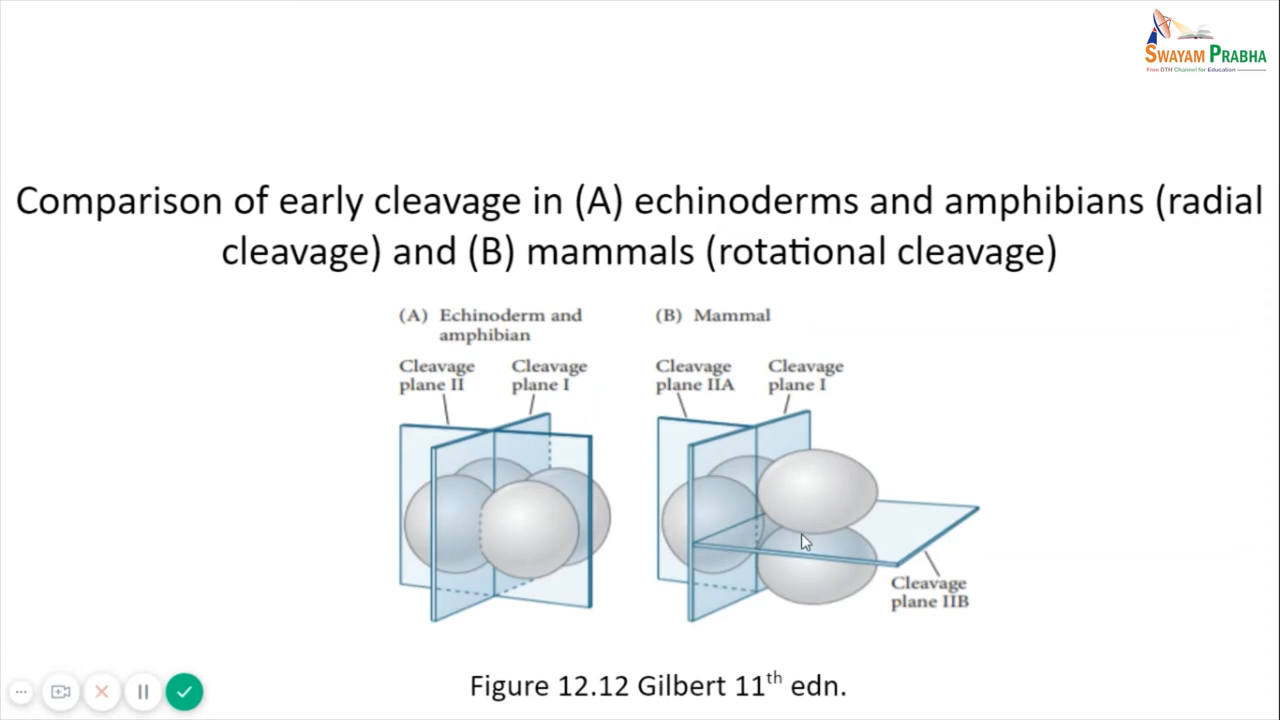 SWAYAM PRABHA
Free DTH Channel for Education
Comparison of early cleavage in (A) echinoderms and amphibians (radial
cleavage) and (B) mammals (rotational cleavage)
(A) Echinoderm and
amphibian
(B) Mammal
Cleavage
plane II
Cleavage
plane I
Cleavage
plane IIA
Cleavage
plane I
Cleavage
plane IIB
Figure 12.12 Gilbert 11th edn.